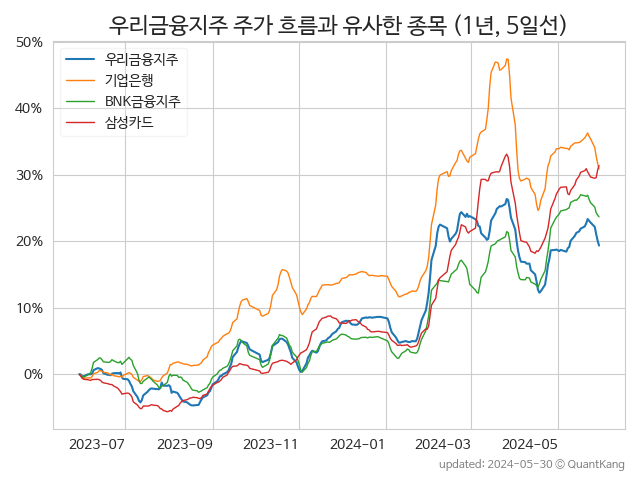 우리금융지주 주가 흐름과 유사한 종목 (1년, 5일선)
50%
40%
30%
20%
10%
0%
우리금융지주
기업은행
BNK금융지주
삼성카드
2023-07
2023-09
2023-11
2024-01
2024-03
2024-05
updated: 2024-05-30 © QuantKang